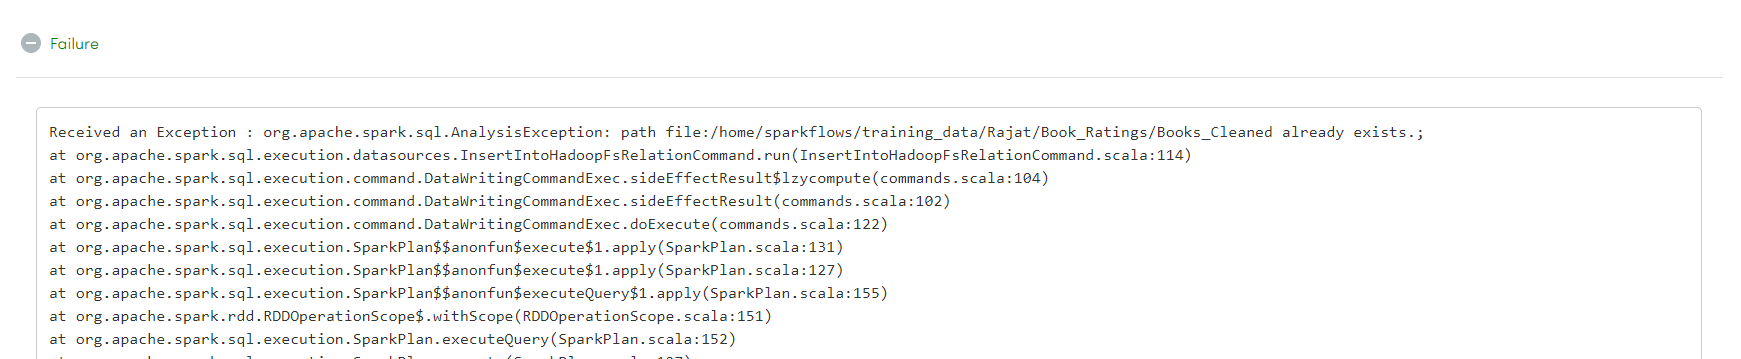 Failure
Received an Exception : org.apache.spark.sql.AnalysisException: path file:/home/sparkflows/training_data/Rajat/Book_Ratings/Books_Cleaned already exists.;
at org.apache.spark.sql.execution.datasources.InsertIntoHadoopFsRelationCommand.run(InsertIntoHadoopFsRelationCommand.scala:114)
at org.apache.spark.sql.execution.command.DataWritingCommandExec.sideEffectResult$lzycompute(commands.scala:104)
at org.apache.spark.sql.execution.command.DataWritingCommandExec.sideEffectResult(commands.scala:102)
at org.apache.spark.sql.execution.command.DataWritingCommandExec.doExecute(commands.scala:122)
at org.apache.spark.sql.execution.SparkPlan$$anonfun$execute$1.apply(SparkPlan.scala:131)
at org.apache.spark.sql.execution.SparkPlan$$anonfun$execute$1.apply(SparkPlan.scala:127)
at org.apache.spark.sql.execution.SparkPlan$$anonfun$executeQuery$1.apply(SparkPlan.scala:155)
at org.apache.spark.rdd.RDDOperationScope$.withScope(RDDOperationScope.scala:151)
at org.apache.spark.sql.execution.SparkPlan.executeQuery(SparkPlan.scala:152)